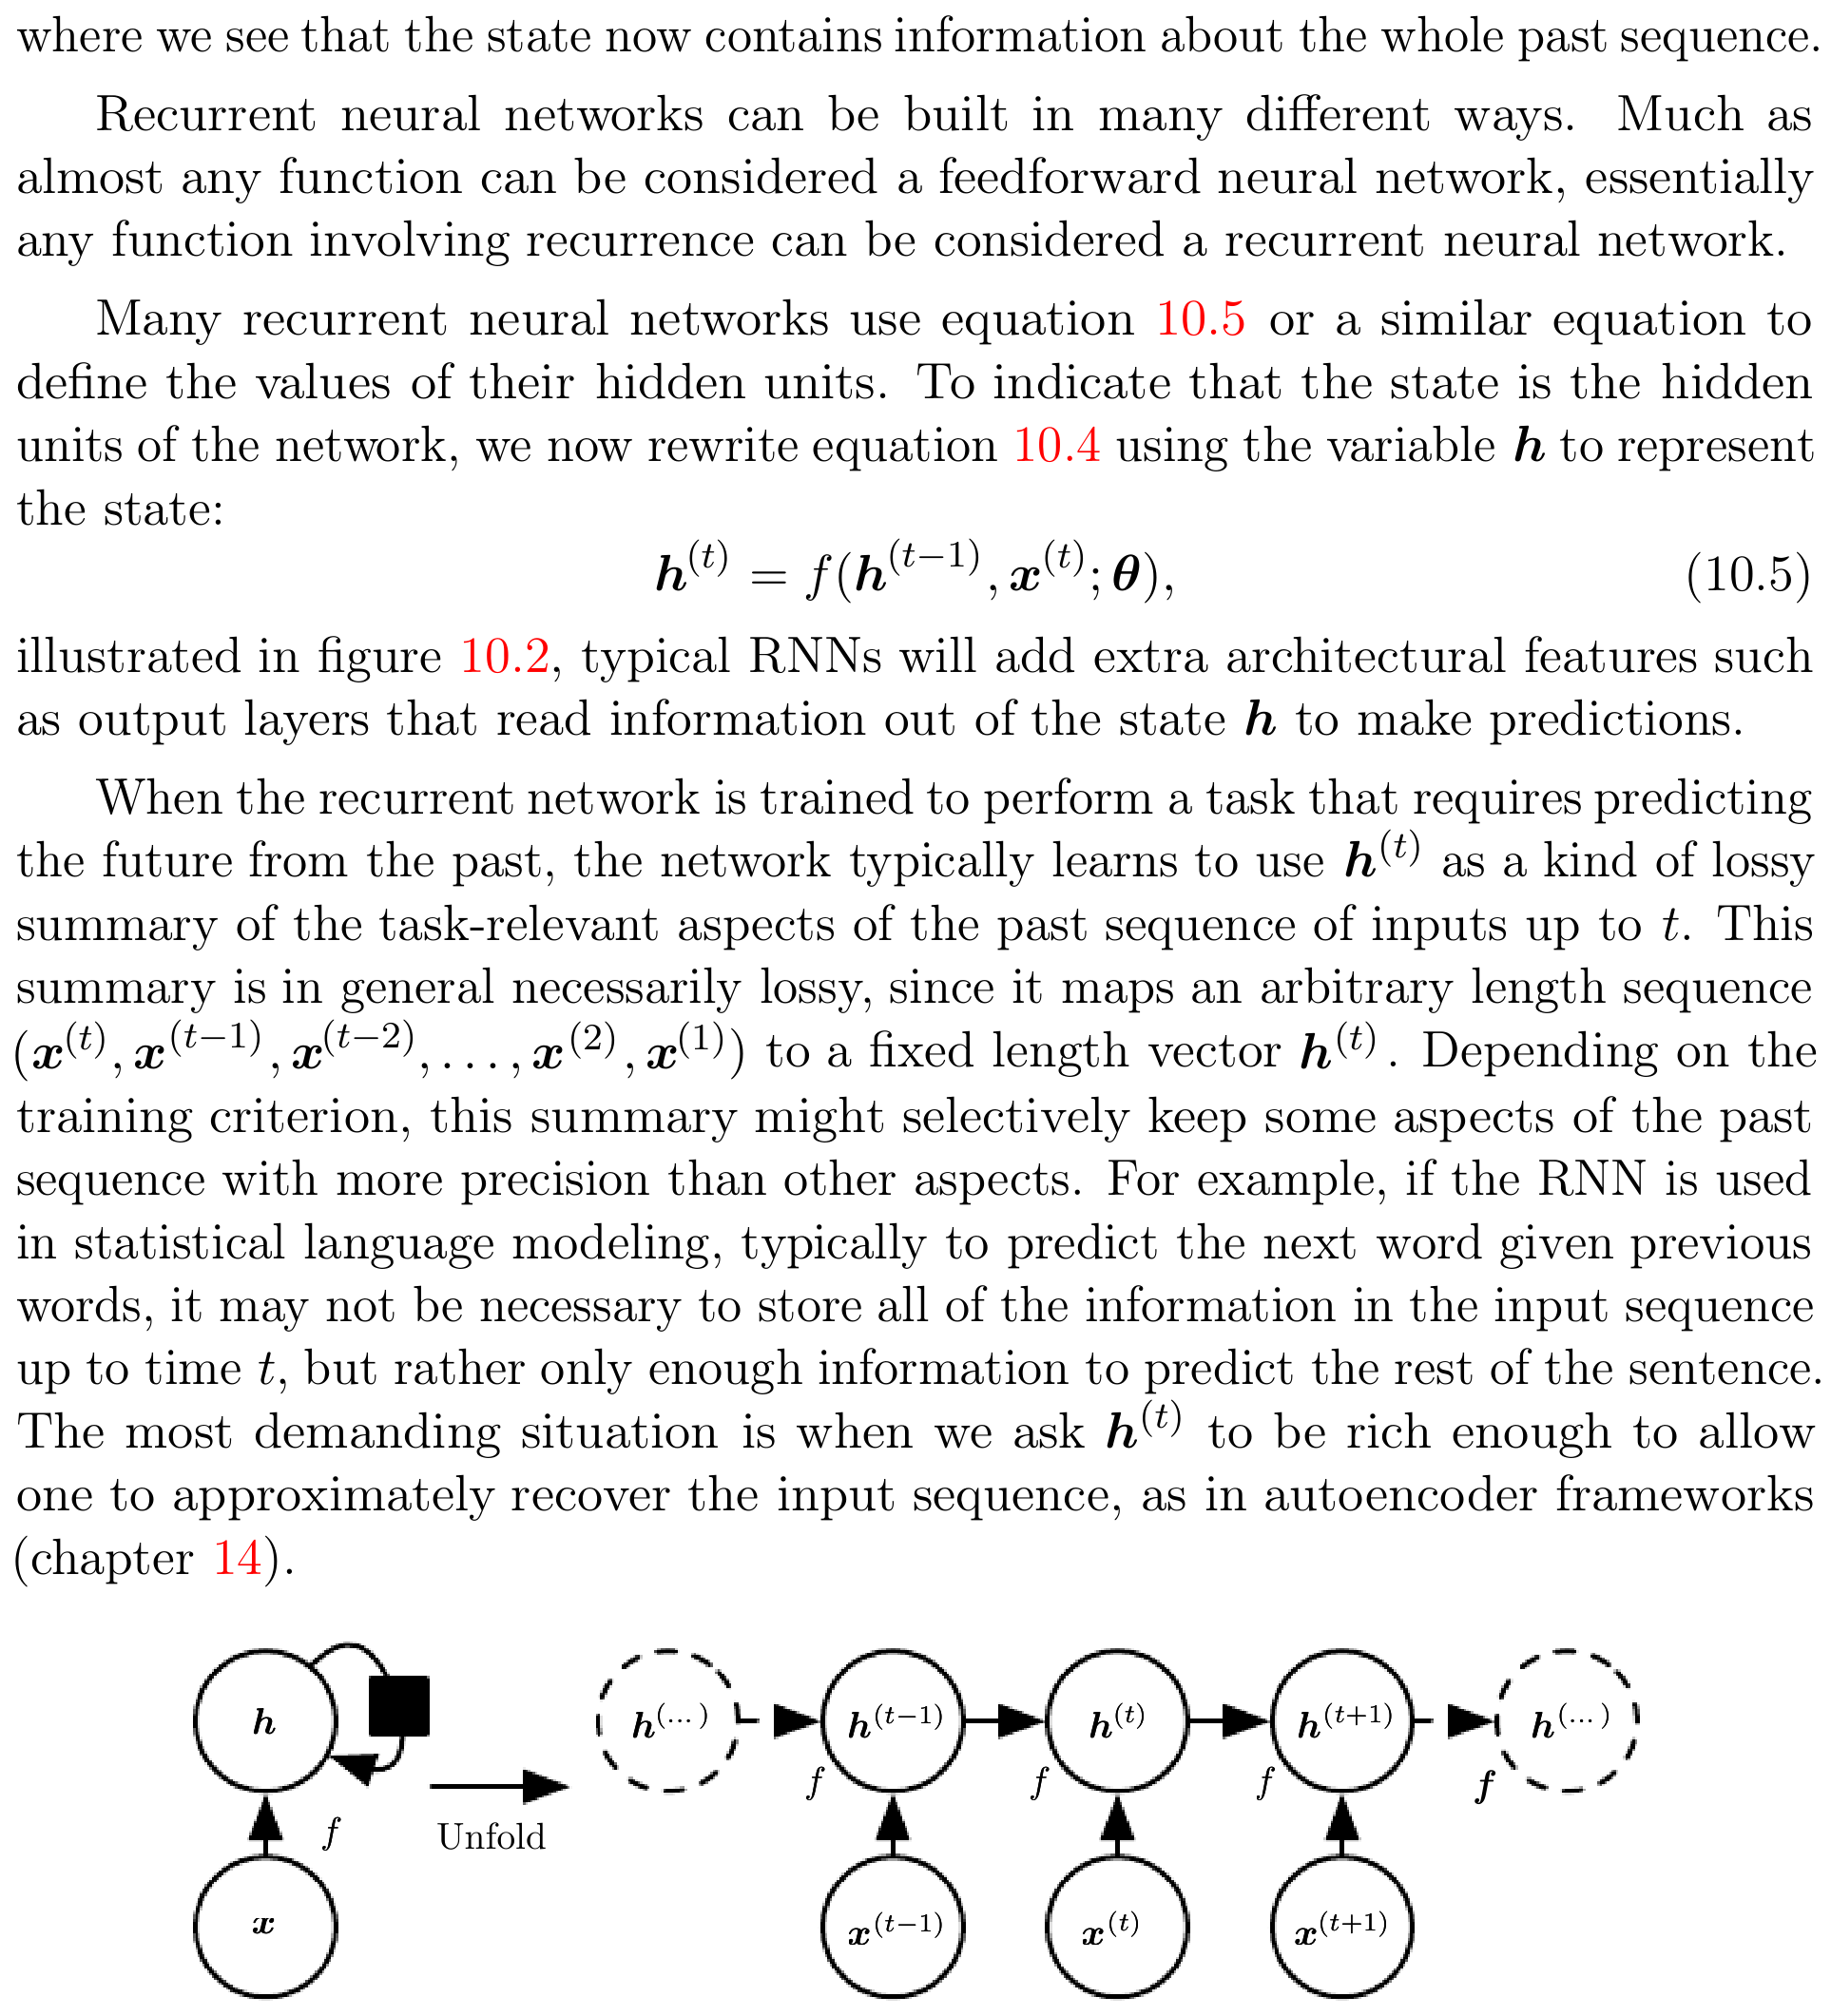 where we see that the state now contains information about the whole past sequence.
Recurrent neural networks can be built in many different ways. Much as
almost any function can be considered a feedforward neural network, essentially
any function involving recurrence can be considered a recurrent neural network.
Many recurrent neural networks use equation 10.5 or a similar equation to
define the values of their hidden units. To indicate that the state is the hidden
units of the network, we now rewrite equation 10.4 using the variable h to represent
the state:
h^{(t)} = f(h^{(t−1)}, x^{(t)}; θ), (10.5)
illustrated in figure 10.2, typical RNNs will add extra architectural features such
as output layers that read information out of the state h to make predictions.
When the recurrent network is trained to perform a task that requires predicting
the future from the past, the network typically learns to use h^{(t)} as a kind of lossy
summary of the task-relevant aspects of the past sequence of inputs up to t. This
summary is in general necessarily lossy, since it maps an arbitrary length sequence
(x^{(t)}, x^{(t−1)}, x^{(t−2)}, . . . , x^{(2)}, x^{(1)}) to a fixed length vector h^{(t)}. Depending on the
training criterion, this summary might selectively keep some aspects of the past
sequence with more precision than other aspects. For example, if the RNN is used
in statistical language modeling, typically to predict the next word given previous
words, it may not be necessary to store all of the information in the input sequence
up to time t, but rather only enough information to predict the rest of the sentence.
The most demanding situation is when we ask h^{(t)} to be rich enough to allow
one to approximately recover the input sequence, as in autoencoder frameworks
(chapter 14).
h h^{(...)} h^{(t−1)} h^{(t)} h^{(t+1)} h^{(...)}
f f f f
f Unfold
x x^{(t−1)} x^{(t)} x^{(t+1)}